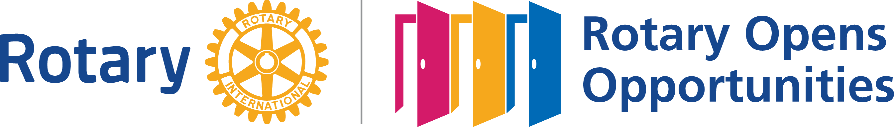 Rotary
ROTARY
INTERNATIONAL
Rotary Opens
Opportunities